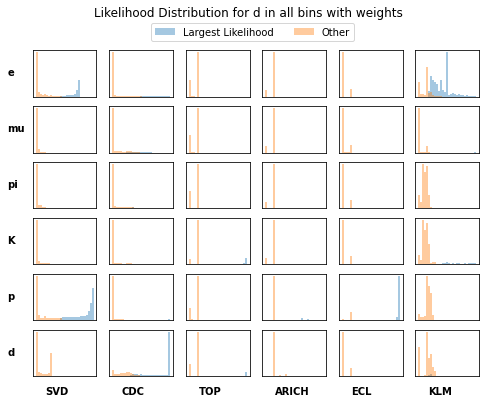 Likelihood Distribution for d in all bins with weights
Largest Likelihood Other
e
mu
pi
K
p
d
SVD CDC TOP ARICH ECL KLM